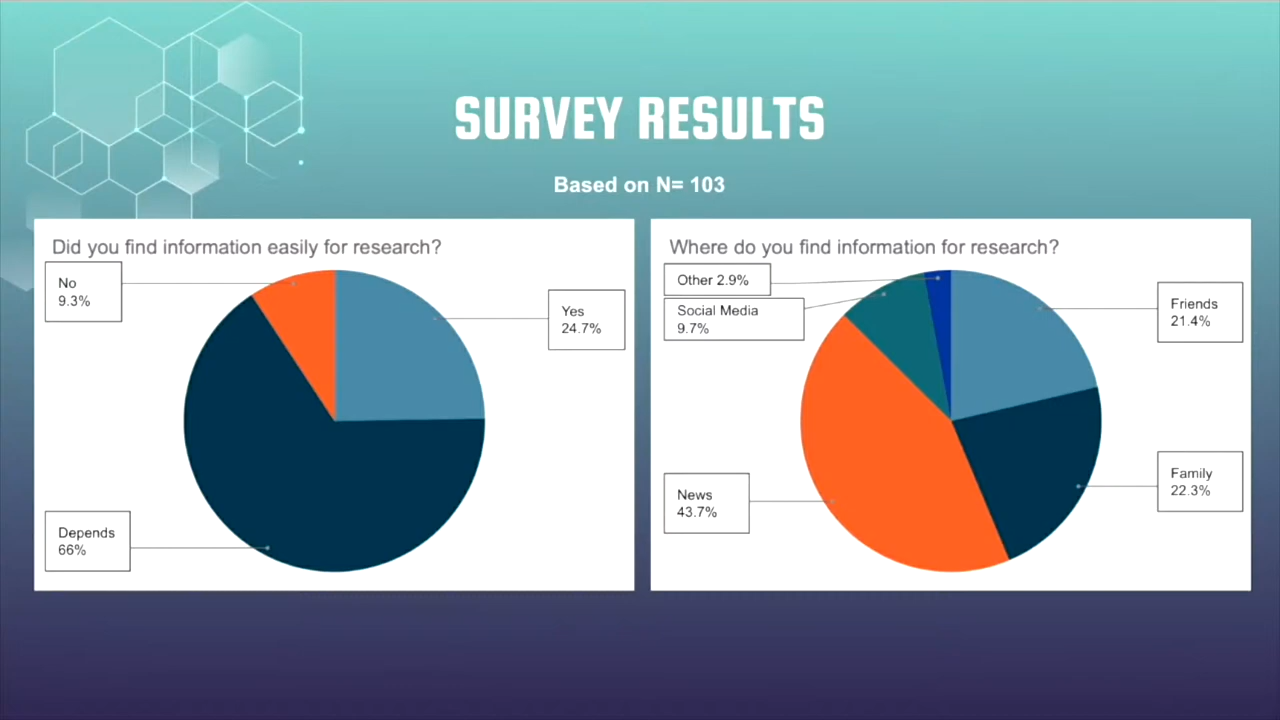 SURVEY RESULTS
Based on N= 103
Did you find information easily for research?
No
9.3%
Yes
24.7%
Depends
66%
Where do you find information for research?
Other 2.9%
Social Media
9.7%
Friends
21.4%
News
43.7%
Family
22.3%